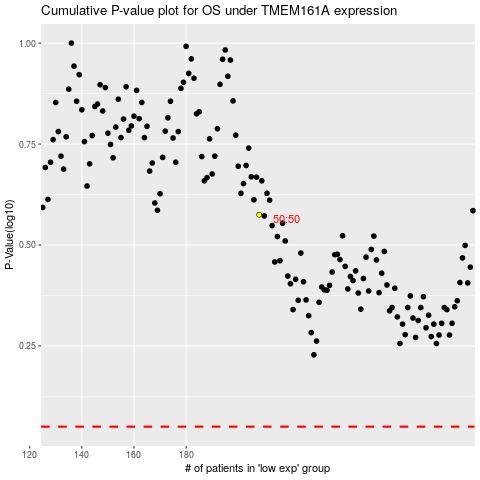 Cumulative P-value plot for OS under TMEM161A expression
P-Value(log10)
1.00
0.75
0.50
0.25
50:50
120 140 160 180
# of patients in 'low exp' group